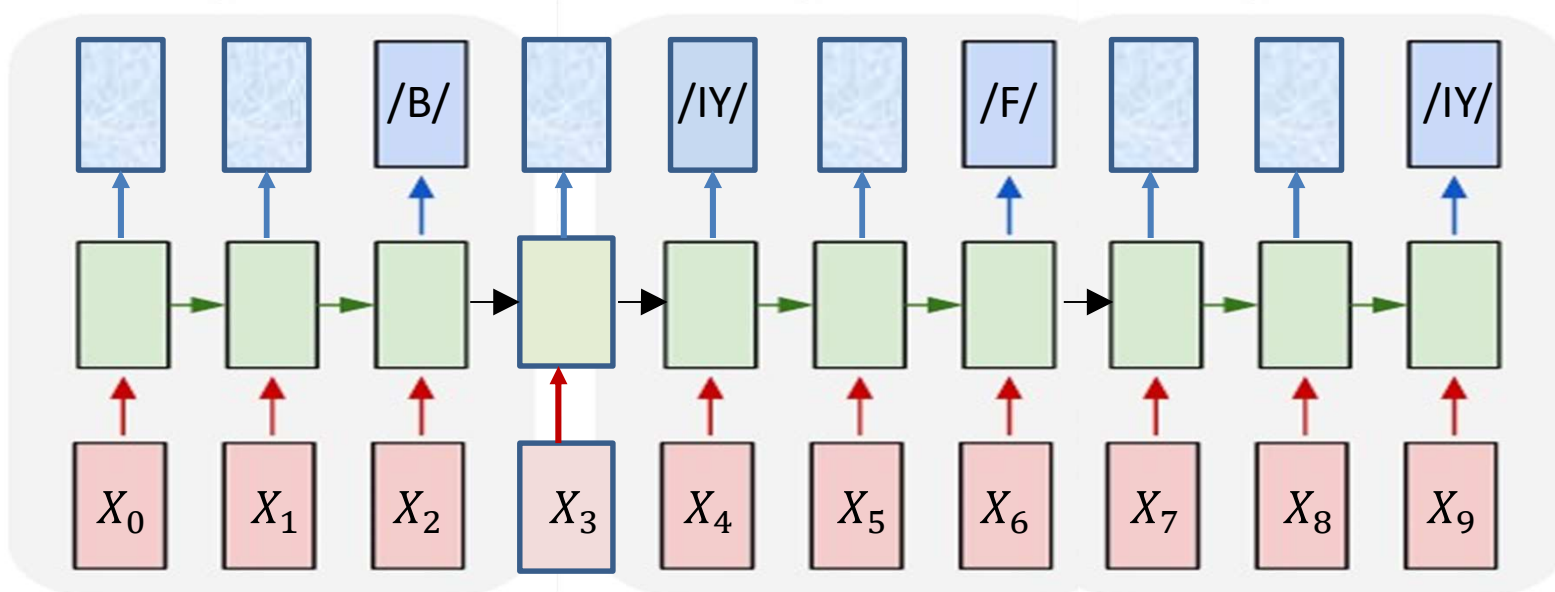 /B/ /IY/ /F/ /IY/
X₀ X₁ X₂ X₃ X₄ X₅ X₆ X₇ X₈ X₉